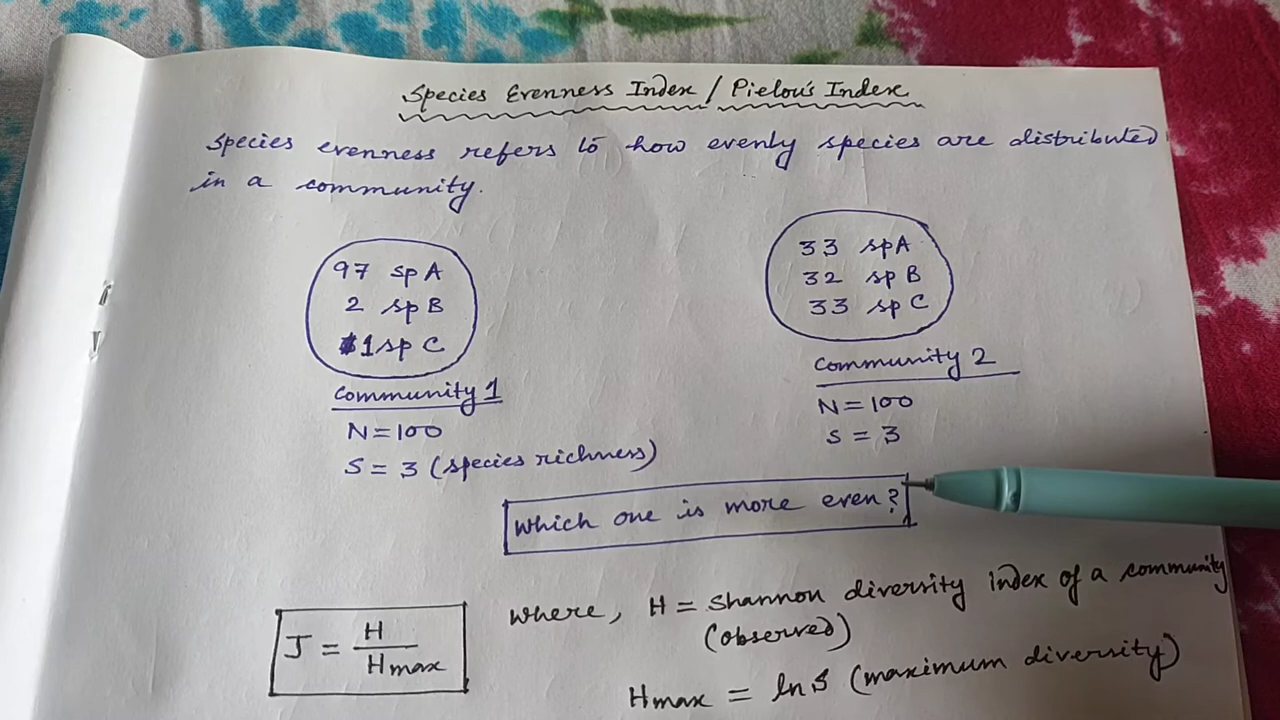 Species Evenness Index / Pielou's Index
Species evenness refers to how evenly species are distributed
in a community.
97 sp A
2 sp B
1 sp C
Community 1
N = 100
S = 3 (species richness)
33 sp A
32 sp B
33 sp C
Community 2
N = 100
S = 3
Which one is more even?
J = H / Hmax
where, H = Shannon diversity index of a community
(observed)
Hmax = ln S (maximum diversity)